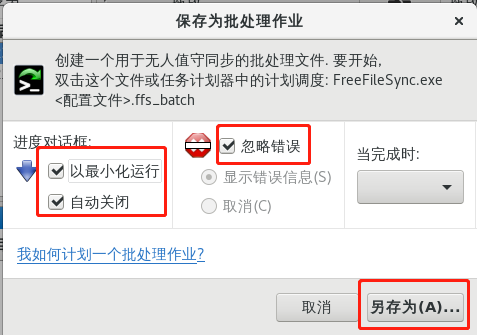 保存为批处理作业
创建一个用于无人值守同步的批处理文件. 要开始,
双击这个文件或任务计划器中的计划调度: FreeFileSync.exe
<配置文件>.ffs_batch
进度对话框:
以最小化运行
自动关闭
忽略错误
显示错误信息(S)
取消(C)
当完成时:
我如何计划一个批处理作业?
取消
另存为(A)...